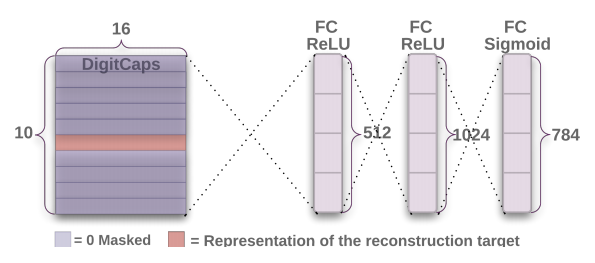 16
FC
ReLU
FC
ReLU
FC
Sigmoid
DigitCaps
10
512
1024
784
= 0 Masked
= Representation of the reconstruction target